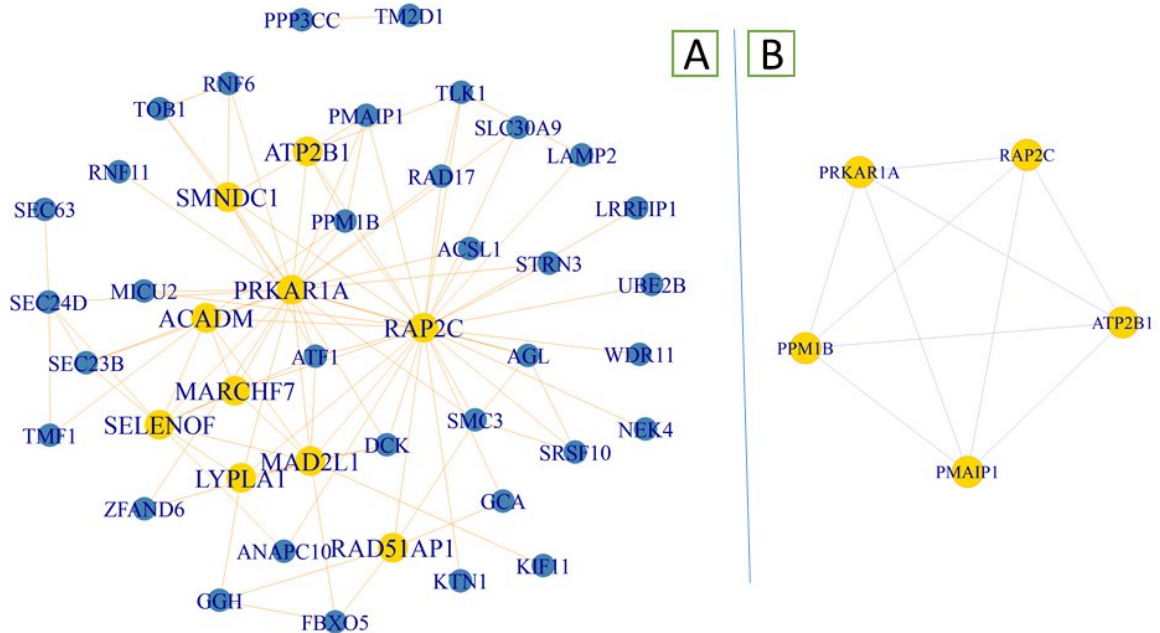 PPP3CC
TM2D1
A
B
RNF6
TOB1
PMAIP1
TLK1
SLC30A9
ATP2B1
LAMP2
RNF11
RAD17
SMNDC1
SEC63
PPM1B
LRRFIP1
ACSL1
STRN3
UBE2B
MICU2
PRKAR1A
SEC24D
ACADM
RAP2C
SEC23B
ATF1
AGL
WDR11
MARCHF7
SELENOF
SMC3
NEK4
TMF1
DCK
SRSF10
MAD2L1
LYPLA1
ZFAND6
GCA
ANAPC10
RAD51AP1
KIF11
KTN1
GGH
FBXO5
RAP2C
PRKAR1A
ATP2B1
PPM1B
PMAIP1